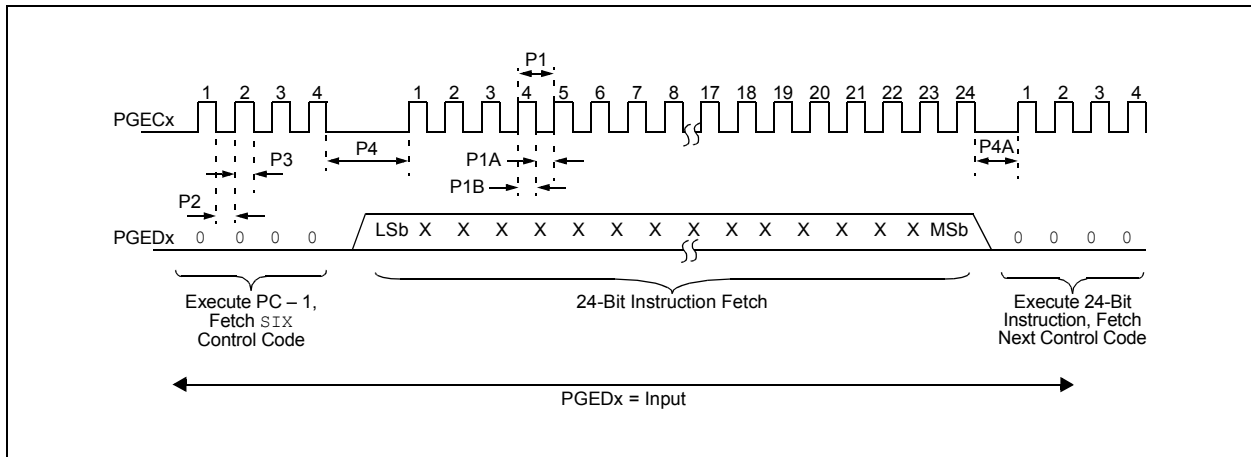 P1
1 2 3 4 1 2 3 4 5 6 7 8 17 18 19 20 21 22 23 24 1 2 3 4
PGECx
P3 P4 P1A P4A
P1B
P2
PGEDx 0 0 0 0 LSb X X X X X X X X X X X X X X MSb 0 0 0 0
Execute PC – 1,
Fetch SIX
Control Code
24-Bit Instruction Fetch
Execute 24-Bit
Instruction, Fetch
Next Control Code
PGEDx = Input